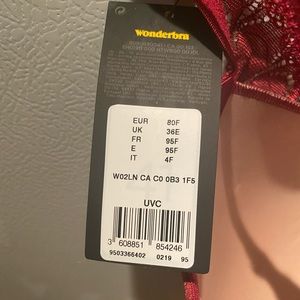 Wonderbra
EUR 80F
UK 36E
FR 95F
E 95F
IT 4F
W02LN CA C0 0B3 1F5
UVC
3 608851 854246
9503366402 0219 95